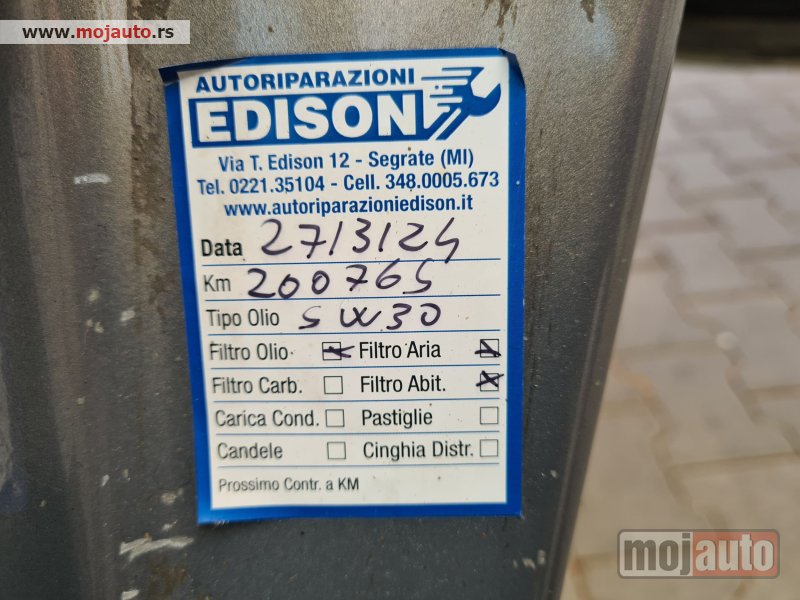 www.mojauto.rs
AUTORIPARAZIONI
EDISON
Via T. Edison 12 - Segrate (MI)
Tel. 0221.35104 - Cell. 348.0005.673
www.autoriparazioniedison.it
Data 27/3/24
Km 200765
Tipo Olio 5W30
Filtro Olio Filtro Aria
Filtro Carb. Filtro Abit.
Carica Cond. Pastiglie
Candele Cinghia Distr.
Prossimo Contr. a KM
mojauto